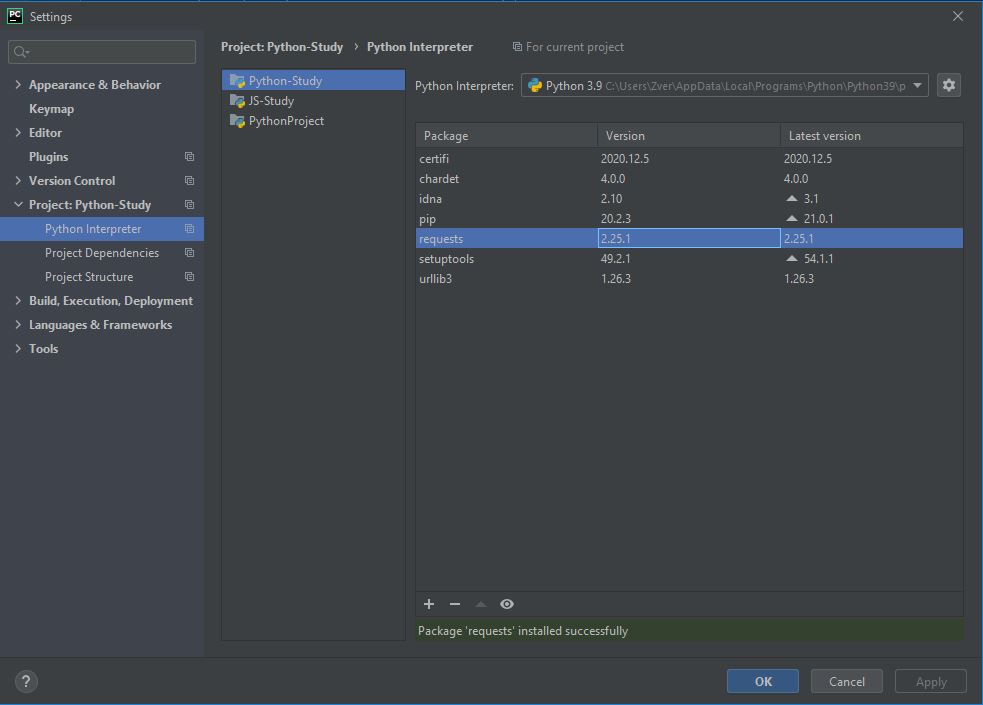 PC Settings
Project: Python-Study › Python Interpreter For current project
Appearance & Behavior
Keymap
Editor
Plugins
Version Control
Project: Python-Study
Python Interpreter
Project Dependencies
Project Structure
Build, Execution, Deployment
Languages & Frameworks
Tools
Python-Study
JS-Study
PythonProject
Python Interpreter: Python 3.9 C:\Users\Zver\AppData\Local\Programs\Python\Python39\p
Package Version Latest version
certifi 2020.12.5 2020.12.5
chardet 4.0.0 4.0.0
idna 2.10 3.1
pip 20.2.3 21.0.1
requests 2.25.1 2.25.1
setuptools 49.2.1 54.1.1
urllib3 1.26.3 1.26.3
Package 'requests' installed successfully
? OK Cancel Apply